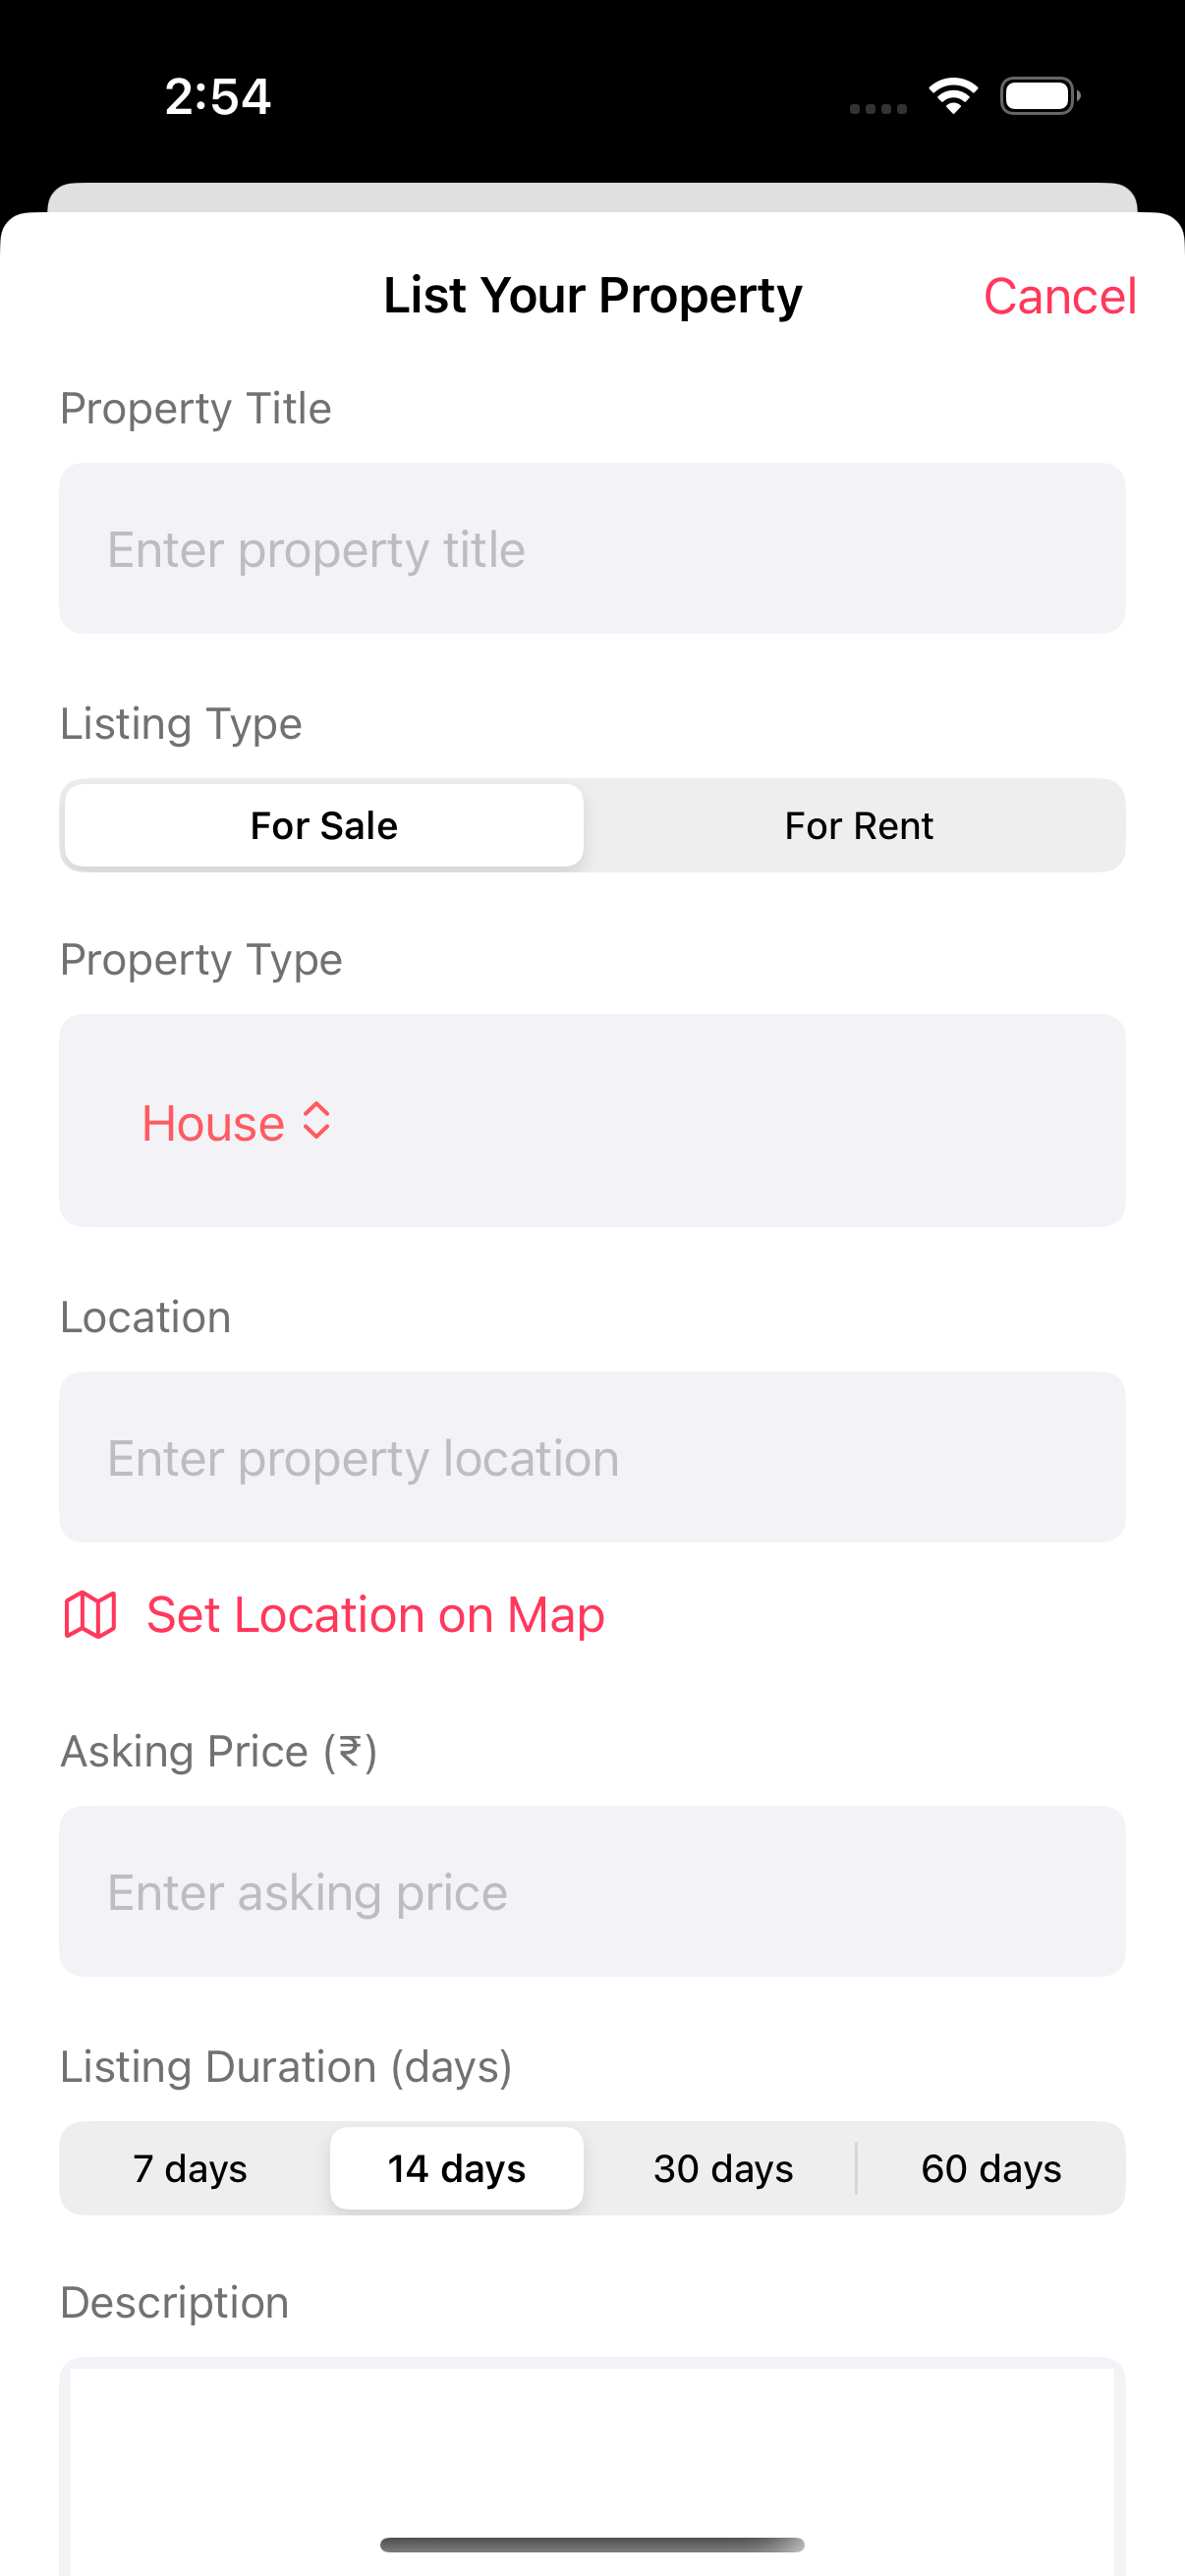 2:54
List Your Property
Cancel
Property Title
Enter property title
Listing Type
For Sale
For Rent
Property Type
House
Location
Enter property location
Set Location on Map
Asking Price (₹)
Enter asking price
Listing Duration (days)
7 days
14 days
30 days
60 days
Description